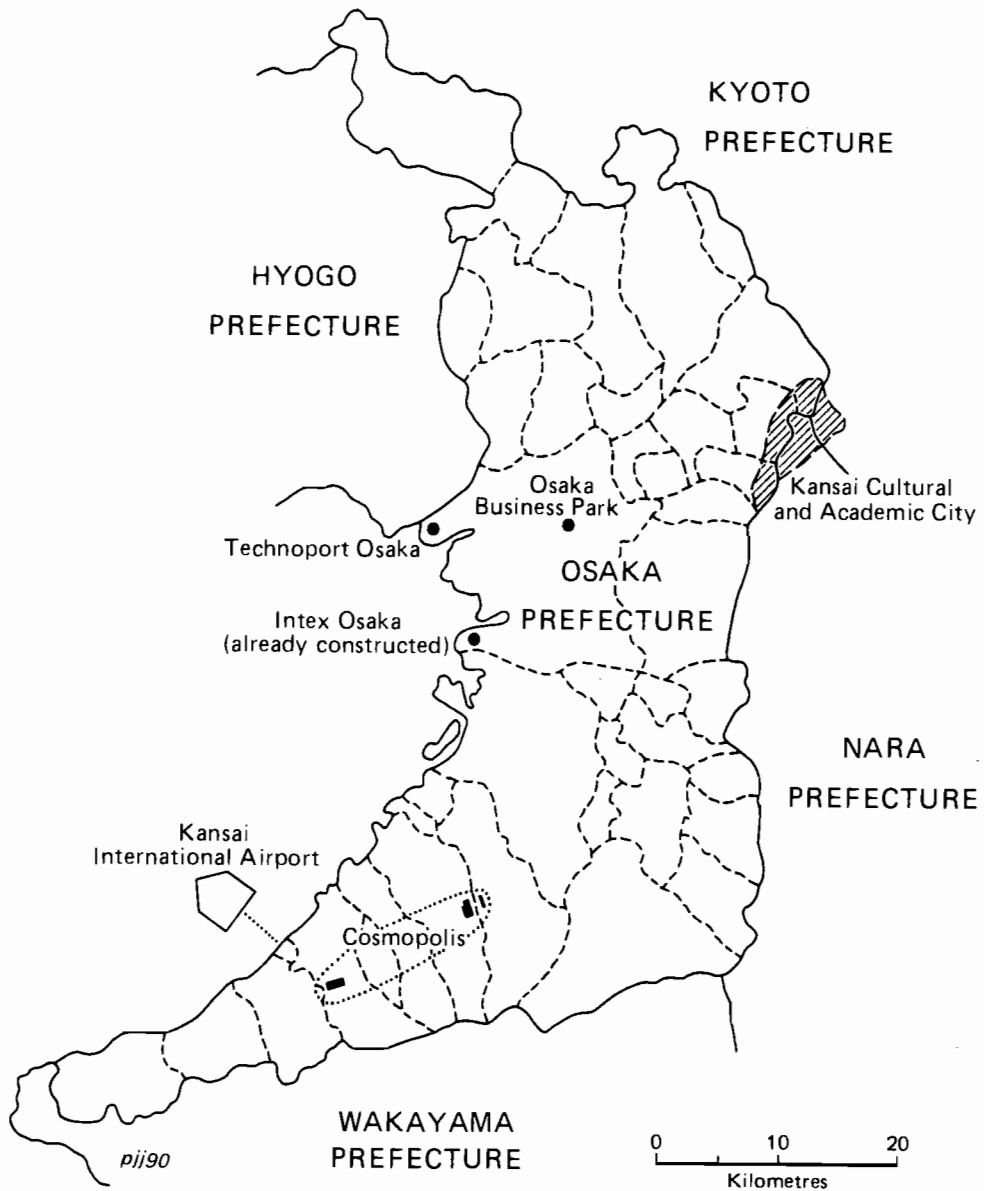 KYOTO
PREFECTURE
HYOGO
PREFECTURE
Osaka
Business Park
Kansai Cultural
and Academic City
Technoport Osaka
OSAKA
PREFECTURE
Intex Osaka
(already constructed)
NARA
PREFECTURE
Kansai
International Airport
Cosmopolis
WAKAYAMA
PREFECTURE
pjj90
0 10 20
Kilometres